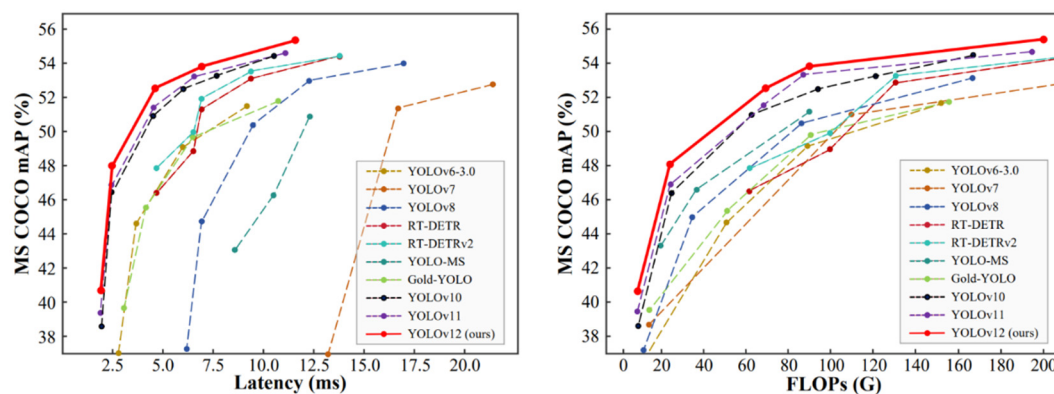 MS COCO mAP (%)
56
54
52
50
48
46
44
42
40
38
2.5
5.0
7.5
10.0
12.5
15.0
17.5
20.0
Latency (ms)
YOLOv6-3.0
YOLOv7
YOLOv8
RT-DETR
RT-DETRv2
YOLO-MS
Gold-YOLO
YOLOv10
YOLOv11
YOLOv12 (ours)
MS COCO mAP (%)
56
54
52
50
48
46
44
42
40
38
0
20
40
60
80
100
120
140
160
180
200
FLOPs (G)
YOLOv6-3.0
YOLOv7
YOLOv8
RT-DETR
RT-DETRv2
YOLO-MS
Gold-YOLO
YOLOv10
YOLOv11
YOLOv12 (ours)